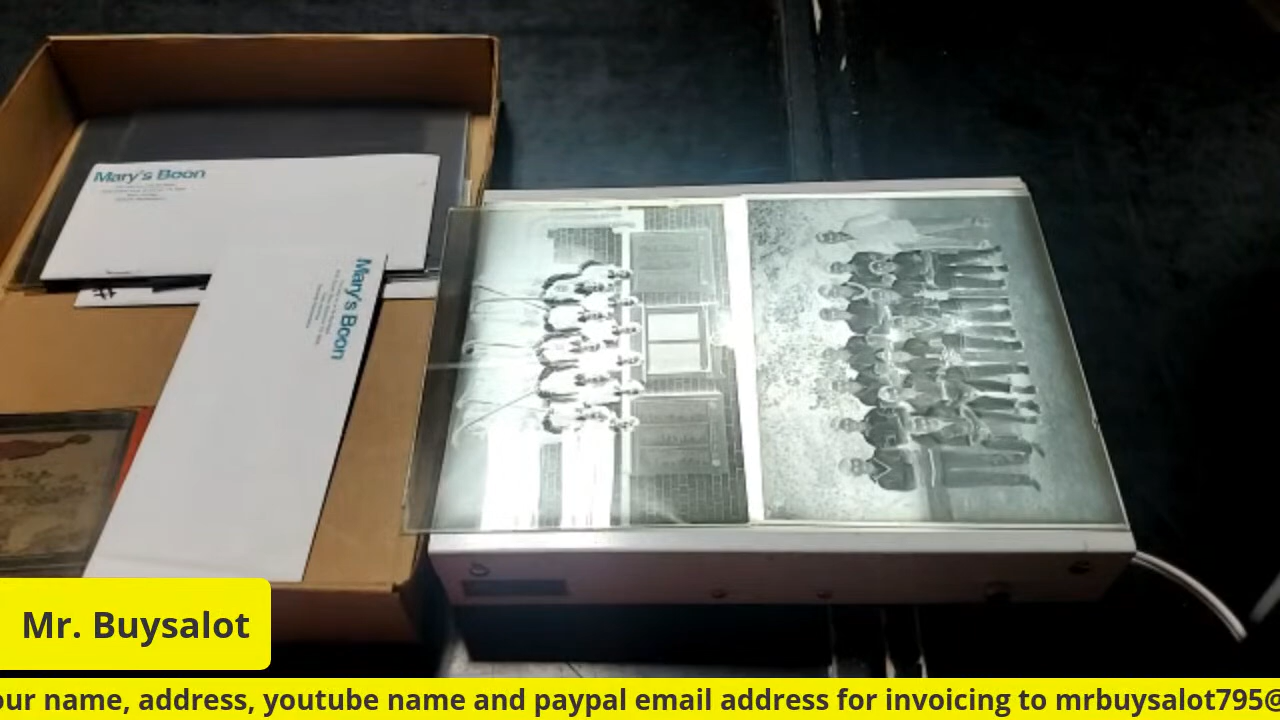 Mary's Boon
Mary's Boon
#
Mr. Buysalot
our name, address, youtube name and paypal email address for invoicing to mrbuysalot795@